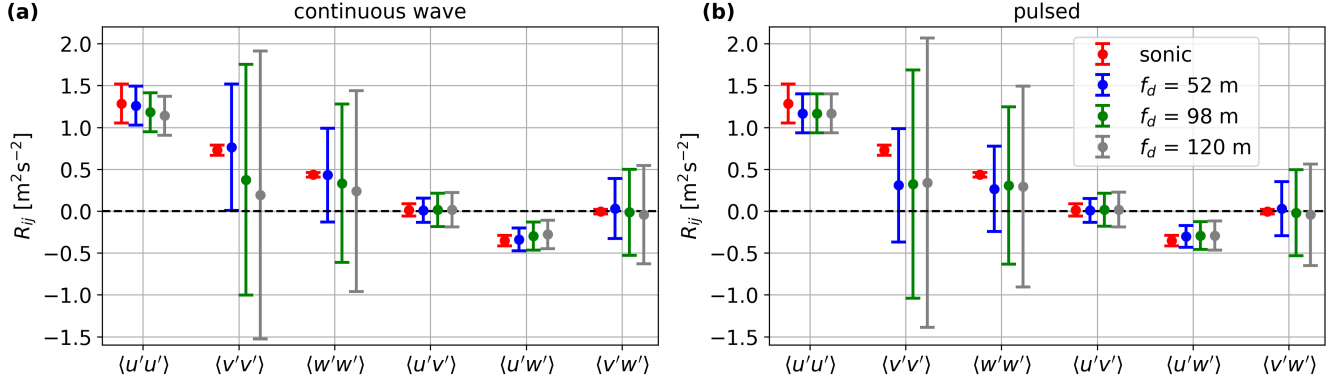 (a) continuous wave
R_ij [m²s⁻²]
2.0
1.5
1.0
0.5
0.0
−0.5
−1.0
−1.5
⟨u′u′⟩ ⟨v′v′⟩ ⟨w′w′⟩ ⟨u′v′⟩ ⟨u′w′⟩ ⟨v′w′⟩
(b) pulsed
R_ij [m²s⁻²]
2.0
1.5
1.0
0.5
0.0
−0.5
−1.0
−1.5
sonic
f_d = 52 m
f_d = 98 m
f_d = 120 m
⟨u′u′⟩ ⟨v′v′⟩ ⟨w′w′⟩ ⟨u′v′⟩ ⟨u′w′⟩ ⟨v′w′⟩